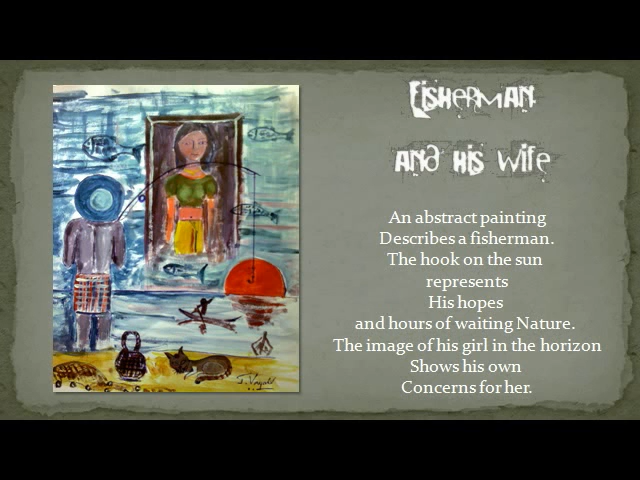 Fisherman
and his wife
An abstract painting
Describes a fisherman.
The hook on the sun
represents
His hopes
and hours of waiting Nature.
The image of his girl in the horizon
Shows his own
Concerns for her.